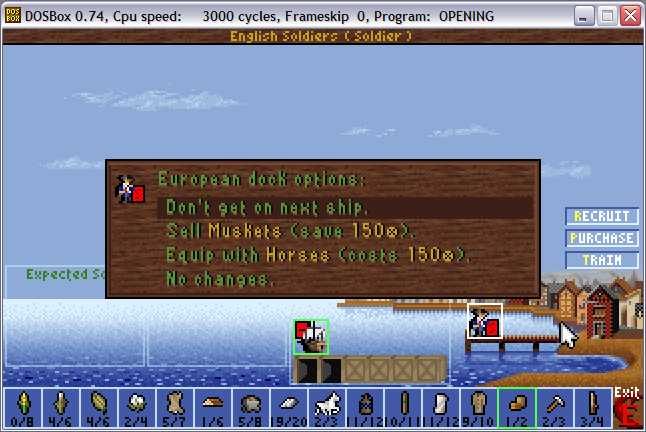 DOSBox 0.74, Cpu speed: 3000 cycles, Frameskip 0, Program: OPENING
English Soldiers (Soldier)
European dock options:
Don't get on next ship.
Sell Muskets (save 150¤).
Equip with Horses (costs 150¤).
No changes.
RECRUIT
PURCHASE
TRAIN
Expected So
Exit
0/8 4/6 4/6 2/4 5/7 1/6 5/8 19/20 2/3 11/12 10/11 11/12 9/10 1/2 2/3 3/4
E